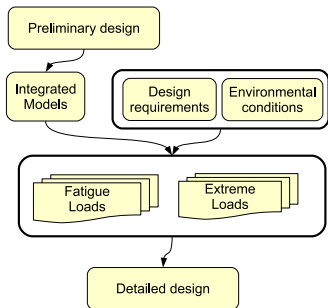 Preliminary design
Integrated
Models
Design
requirements
Environmental
conditions
Fatigue
Loads
Extreme
Loads
Detailed design